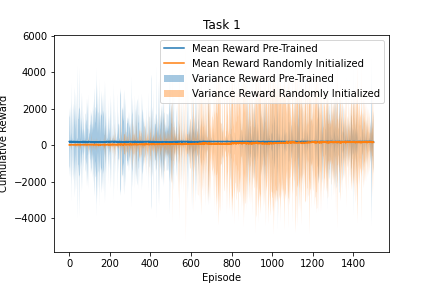 Task 1
Cumulative Reward
6000
4000
2000
0
−2000
−4000
Mean Reward Pre-Trained
Mean Reward Randomly Initialized
Variance Reward Pre-Trained
Variance Reward Randomly Initialized
0 200 400 600 800 1000 1200 1400
Episode